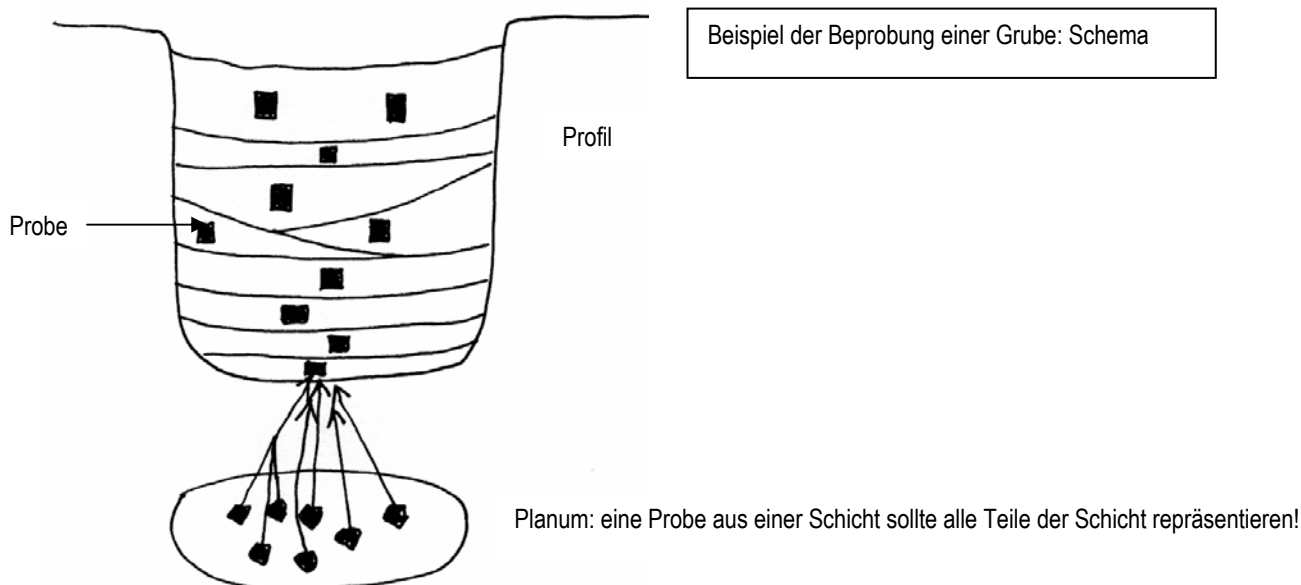 Beispiel der Beprobung einer Grube: Schema
Profil
Probe
Planum: eine Probe aus einer Schicht sollte alle Teile der Schicht repräsentieren!